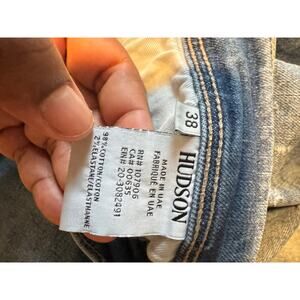 38
HUDSON
MADE IN UAE
FABRIQUÉ EN UAE
RN# 107906
CA# 00635
EIN# 20-3082491
98% COTTON/COTON
2% ELASTANE/ELASTHANNE